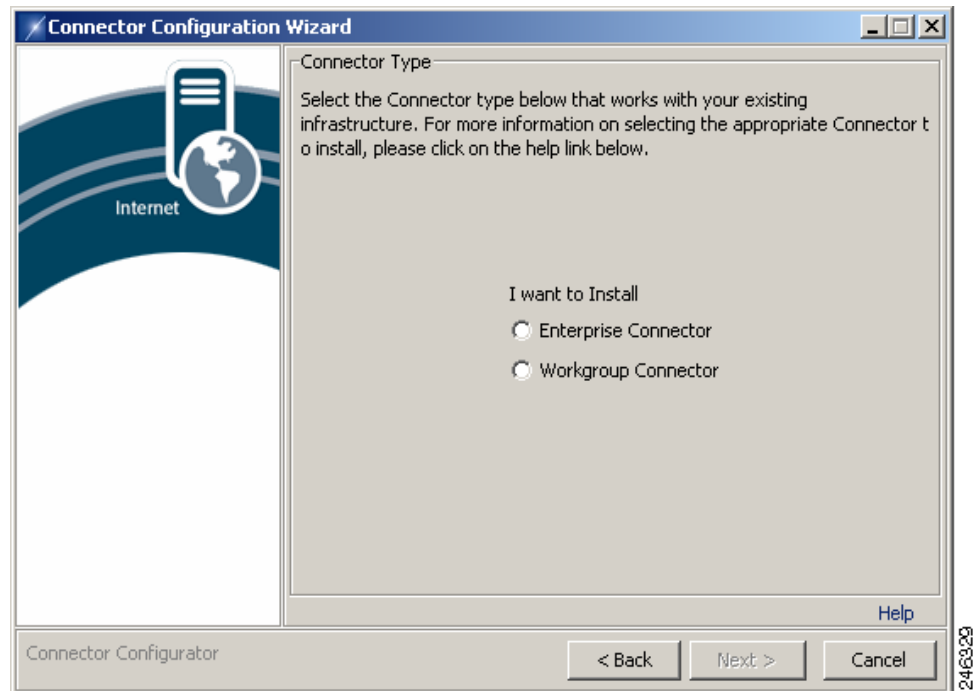 Connector Configuration Wizard
Internet
Connector Type
Select the Connector type below that works with your existing
infrastructure. For more information on selecting the appropriate Connector t
o install, please click on the help link below.
I want to Install
Enterprise Connector
Workgroup Connector
Help
Connector Configurator
< Back
Next >
Cancel
246329